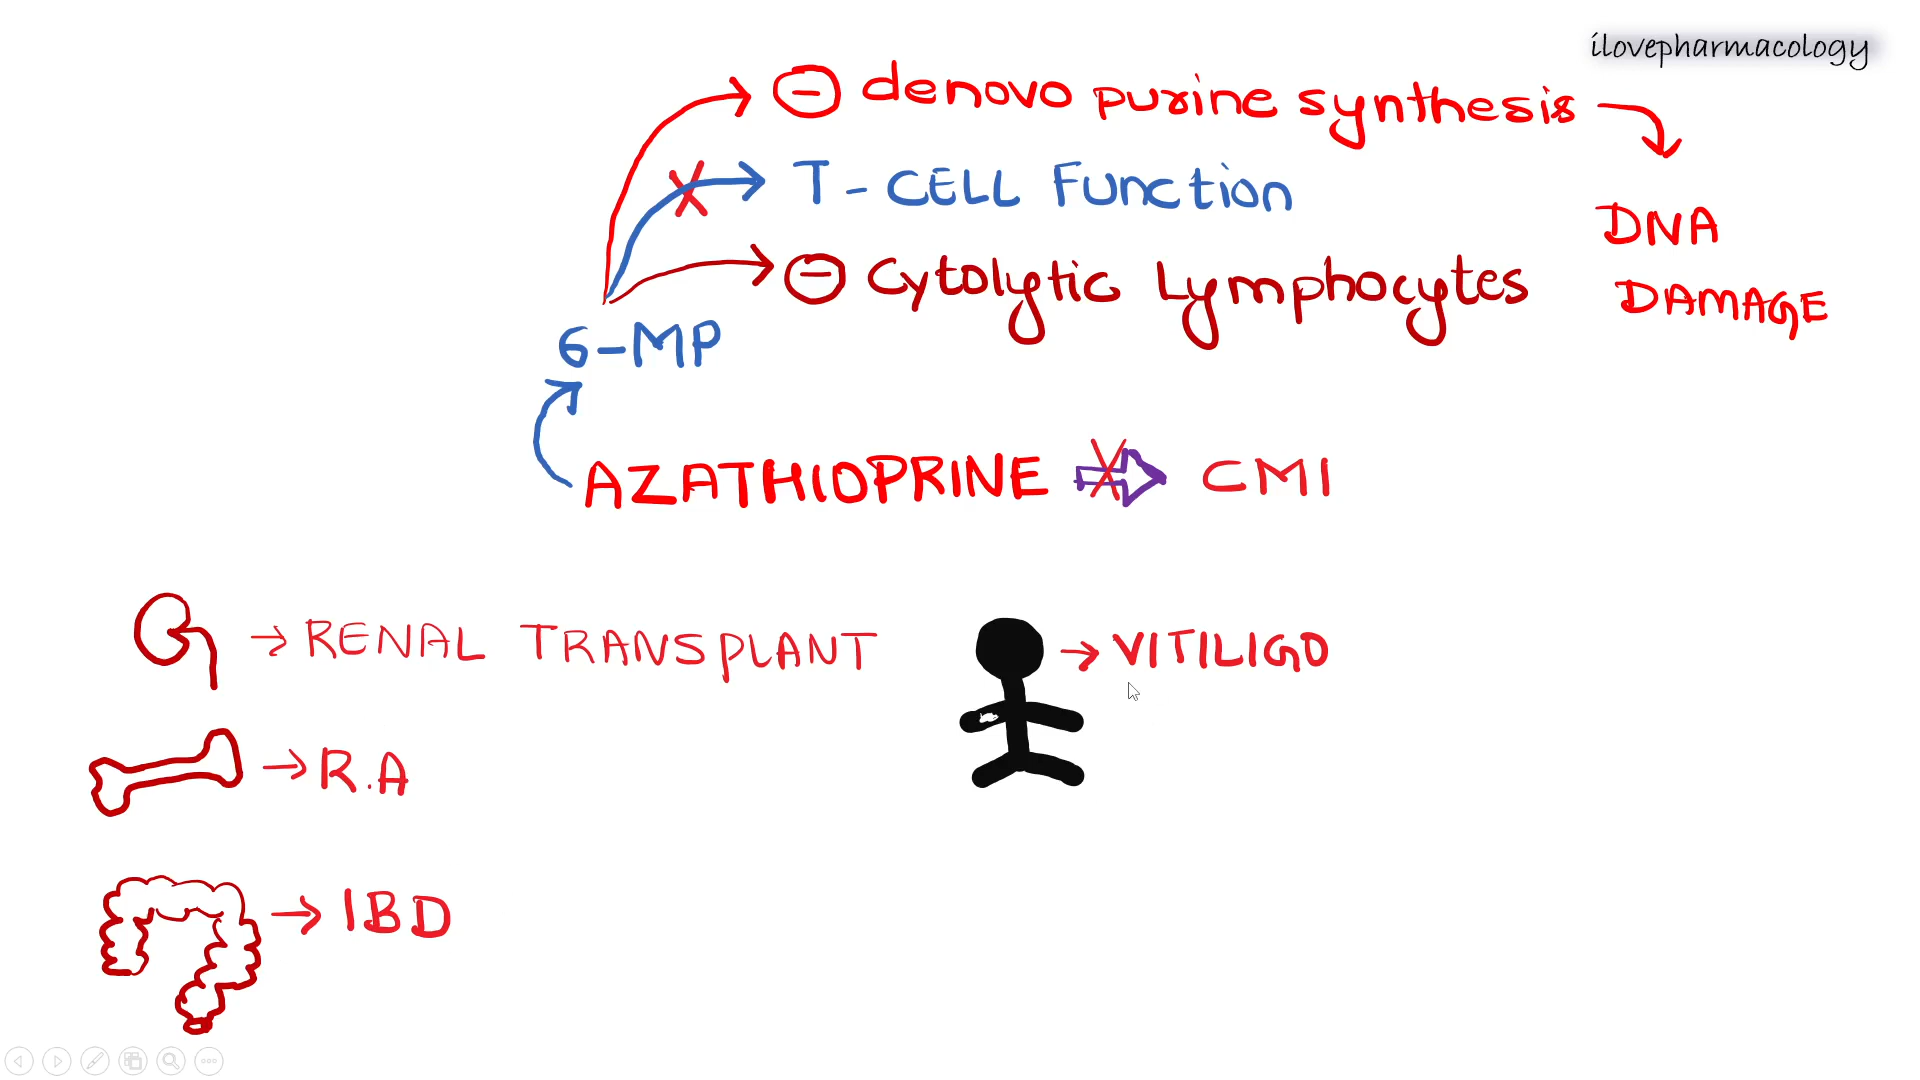 ilovepharmacology
⊖ denovo purine synthesis
T-CELL Function
DNA
DAMAGE
⊖ Cytolytic Lymphocytes
6-MP
AZATHIOPRINE
CMI
RENAL TRANSPLANT
VITILIGO
R.A
IBD